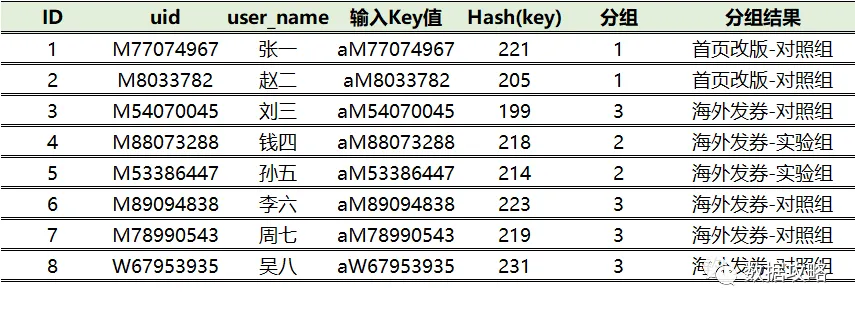 ID uid user_name 输入Key值 Hash(key) 分组 分组结果
1 M77074967 张一 aM77074967 221 1 首页改版-对照组
2 M8033782 赵二 aM8033782 205 1 首页改版-对照组
3 M54070045 刘三 aM54070045 199 3 海外发券-对照组
4 M88073288 钱四 aM88073288 218 2 海外发券-实验组
5 M53386447 孙五 aM53386447 214 2 海外发券-实验组
6 M89094838 李六 aM89094838 223 3 海外发券-对照组
7 M78990543 周七 aM78990543 219 3 海外发券-对照组
8 W67953935 吴八 aW67953935 231 3 海外发券-对照组
数据攻略